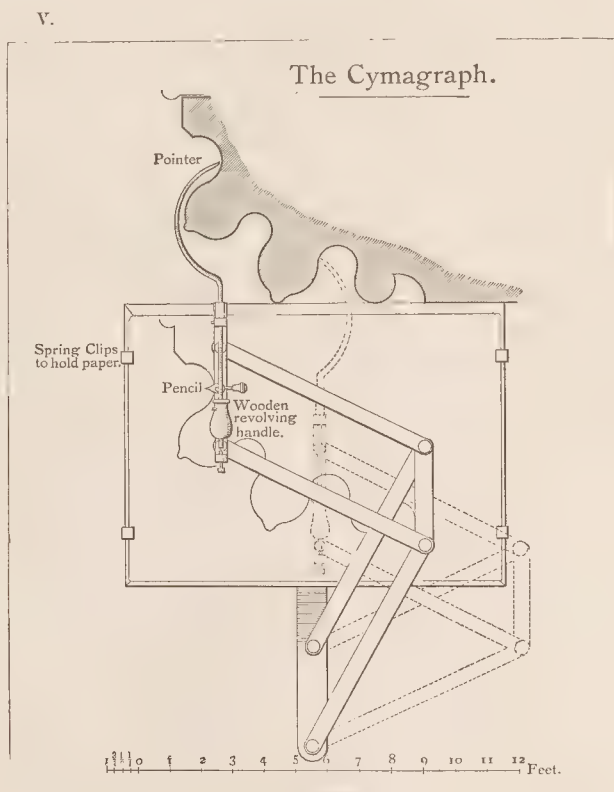 V.
The Cymagraph.
Pointer
Spring Clips
to hold paper.
Pencil
Wooden
revolving
handle.
0 1 2 3 4 5 6 7 8 9 10 11 12 Feet.